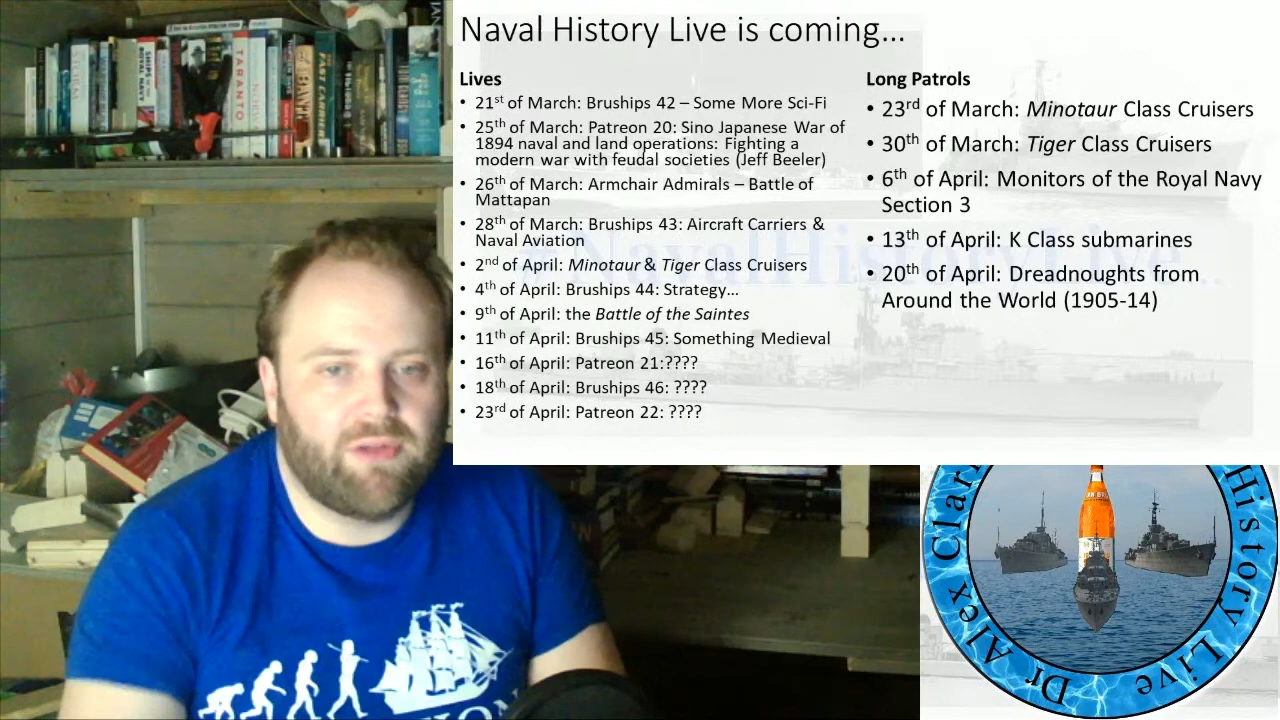 Naval History Live is coming…
Lives
• 21st of March: Bruships 42 – Some More Sci-Fi
• 25th of March: Patreon 20: Sino Japanese War of
1894 naval and land operations: Fighting a
modern war with feudal societies (Jeff Beeler)
• 26th of March: Armchair Admirals – Battle of
Mattapan
• 28th of March: Bruships 43: Aircraft Carriers &
Naval Aviation
• 2nd of April: Minotaur & Tiger Class Cruisers
• 4th of April: Bruships 44: Strategy…
• 9th of April: the Battle of the Saintes
• 11th of April: Bruships 45: Something Medieval
• 16th of April: Patreon 21:????
• 18th of April: Bruships 46: ????
• 23rd of April: Patreon 22: ????
Long Patrols
• 23rd of March: Minotaur Class Cruisers
• 30th of March: Tiger Class Cruisers
• 6th of April: Monitors of the Royal Navy
Section 3
• 13th of April: K Class submarines
• 20th of April: Dreadnoughts from
Around the World (1905-14)
TARANTO
FAST CARRIERS
Dr Alex Clar
History Live